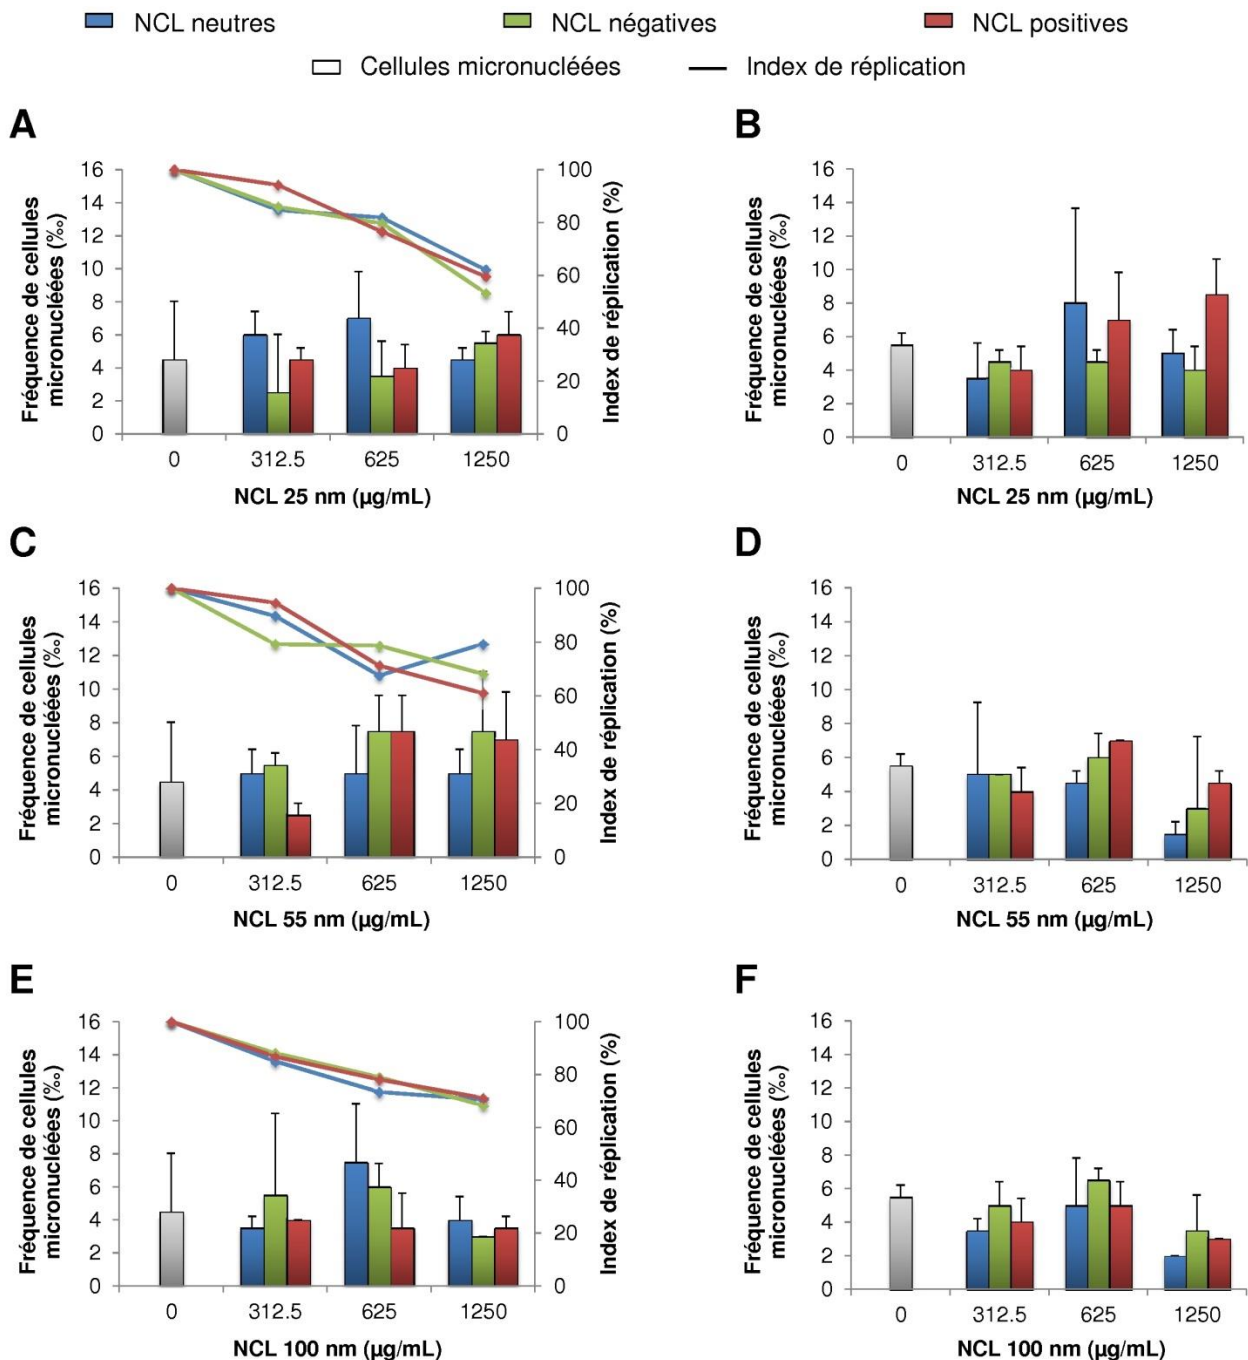 NCL neutres NCL négatives NCL positives
Cellules micronucléées Index de réplication
A
Fréquence de cellules
micronucléées (‰)
16
14
12
10
8
6
4
2
0
100
80
60
40
20
0
Index de réplication (%)
0 312.5 625 1250
NCL 25 nm (µg/mL)
B
Fréquence de cellules
micronucléées (‰)
16
14
12
10
8
6
4
2
0
0 312.5 625 1250
NCL 25 nm (µg/mL)
C
Fréquence de cellules
micronucléées (‰)
16
14
12
10
8
6
4
2
0
100
80
60
40
20
0
Index de réplication (%)
0 312.5 625 1250
NCL 55 nm (µg/mL)
D
Fréquence de cellules
micronucléées (‰)
16
14
12
10
8
6
4
2
0
0 312.5 625 1250
NCL 55 nm (µg/mL)
E
Fréquence de cellules
micronucléées (‰)
16
14
12
10
8
6
4
2
0
100
80
60
40
20
0
Index de réplication (%)
0 312.5 625 1250
NCL 100 nm (µg/mL)
F
Fréquence de cellules
micronucléées (‰)
16
14
12
10
8
6
4
2
0
0 312.5 625 1250
NCL 100 nm (µg/mL)